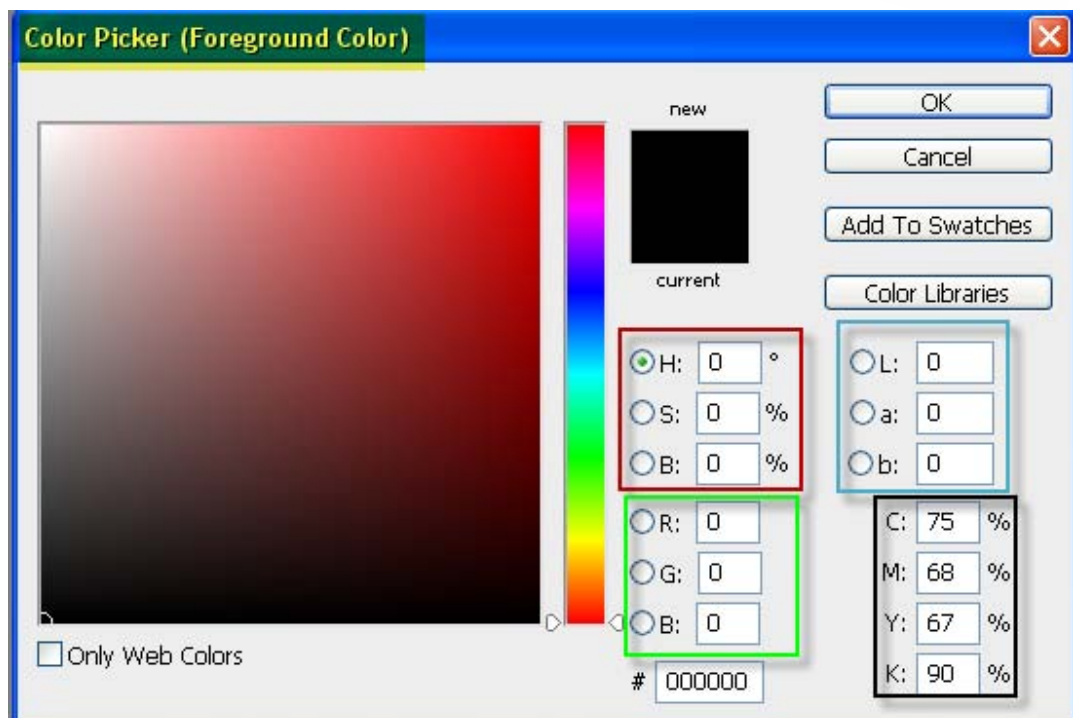 Color Picker (Foreground Color)
new
current
OK
Cancel
Add To Swatches
Color Libraries
H: 0 °
S: 0 %
B: 0 %
L: 0
a: 0
b: 0
R: 0
G: 0
B: 0
C: 75 %
M: 68 %
Y: 67 %
K: 90 %
# 000000
Only Web Colors